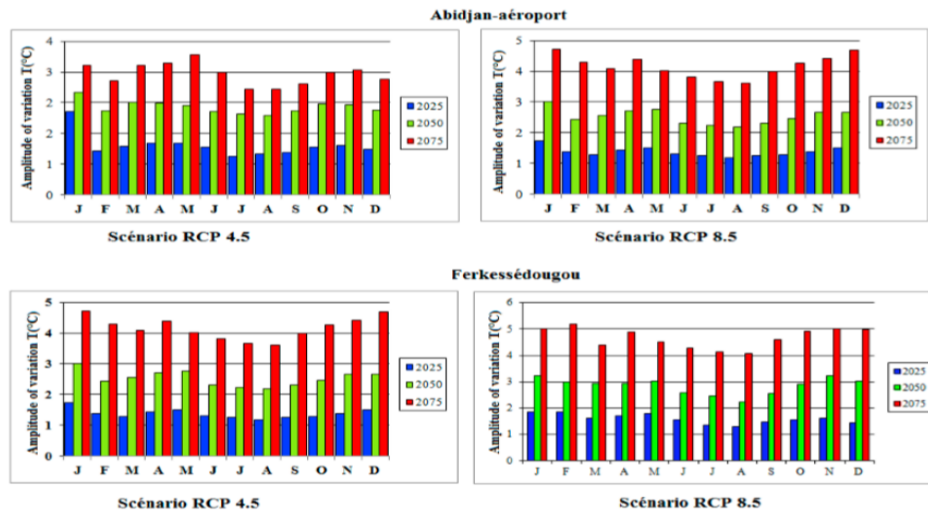 Abidjan-aéroport
Amplitude of variation T(°C)
4
3
2
2
1
0
J F M A M J J A S O N D
2025
2050
2075
Scénario RCP 4.5
Amplitude of variation T(°C)
5
4
3
2
1
0
J F M A M J J A S O N D
2025
2050
2075
Scénario RCP 8.5
Ferkessédougou
Amplitude of variation T(°C)
5
4
3
2
1
0
J F M A M J J A S O N D
2025
2050
2075
Scénario RCP 4.5
Amplitude of variation T(°C)
6
5
4
3
2
1
0
J F M A M J J A S O N D
2025
2050
2075
Scénario RCP 8.5